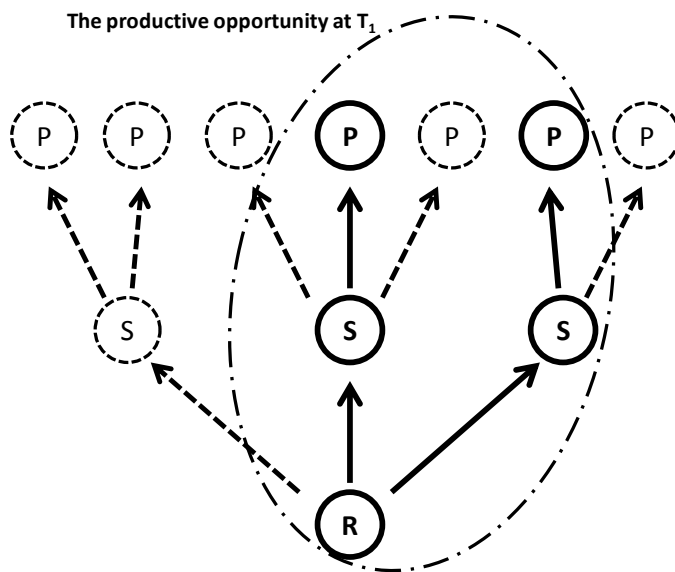 The productive opportunity at T₁
P P P P P P P
S S S
R